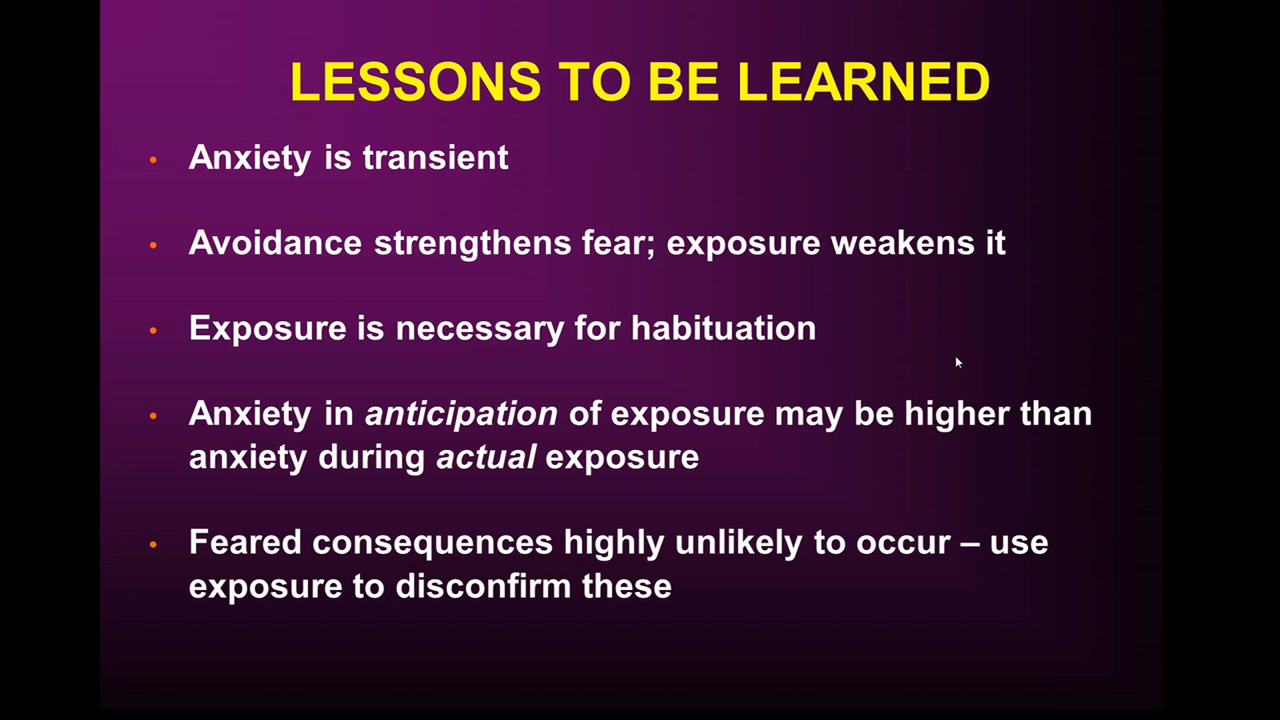 LESSONS TO BE LEARNED
• Anxiety is transient
• Avoidance strengthens fear; exposure weakens it
• Exposure is necessary for habituation
• Anxiety in anticipation of exposure may be higher than
anxiety during actual exposure
• Feared consequences highly unlikely to occur – use
exposure to disconfirm these